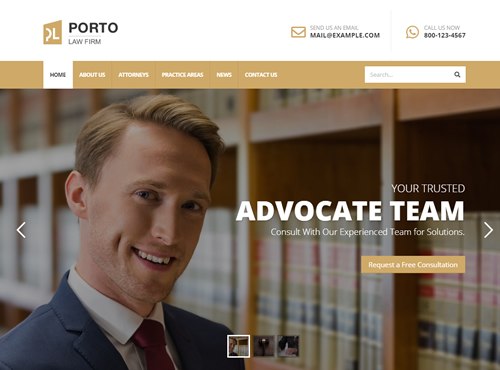 PORTO
LAW FIRM
SEND US AN EMAIL
MAIL@EXAMPLE.COM
CALL US NOW
800-123-4567
HOME ABOUT US ATTORNEYS PRACTICE AREAS NEWS CONTACT US
Search...
YOUR TRUSTED
ADVOCATE TEAM
Consult With Our Experienced Team for Solutions.
Request a Free Consultation